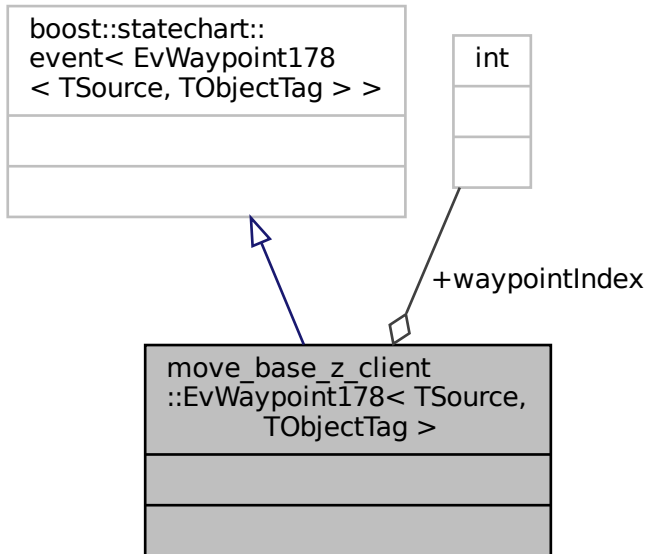 boost::statechart::
event< EvWaypoint178
< TSource, TObjectTag > >
int
+waypointIndex
move_base_z_client
::EvWaypoint178< TSource,
TObjectTag >